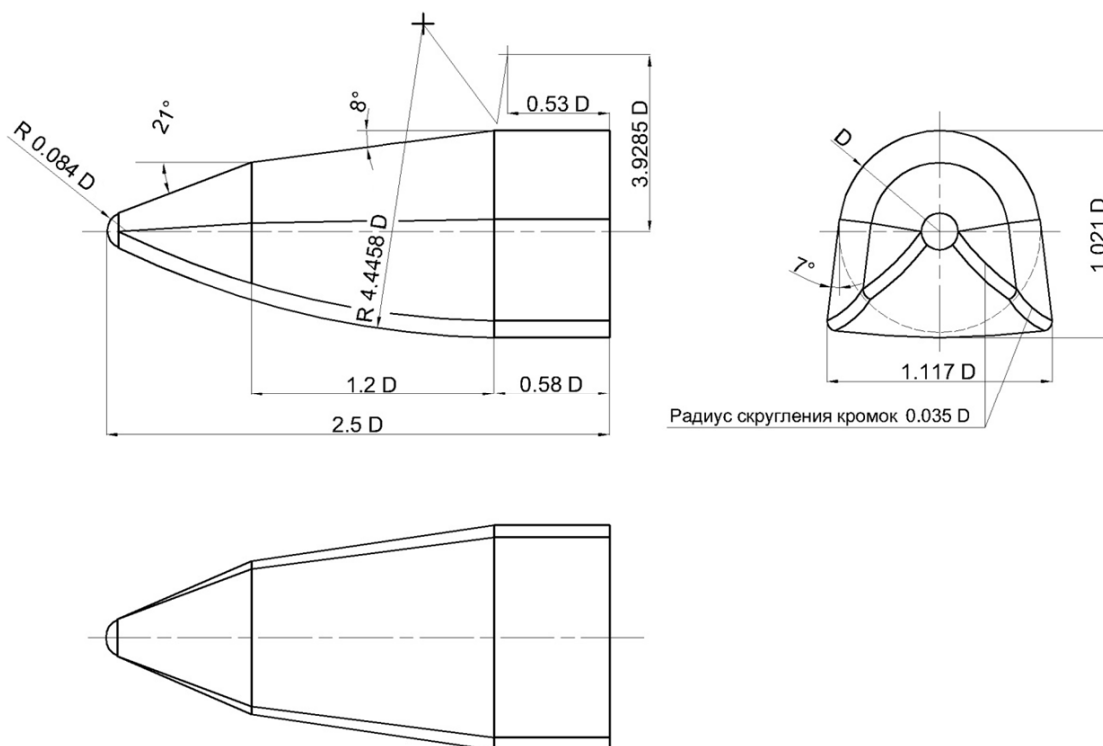 R 0.084 D
21°
8°
0.53 D
3.9285 D
R 4.4458 D
1.2 D
0.58 D
2.5 D
D
7°
1.021 D
1.117 D
Радиус скругления кромок 0.035 D